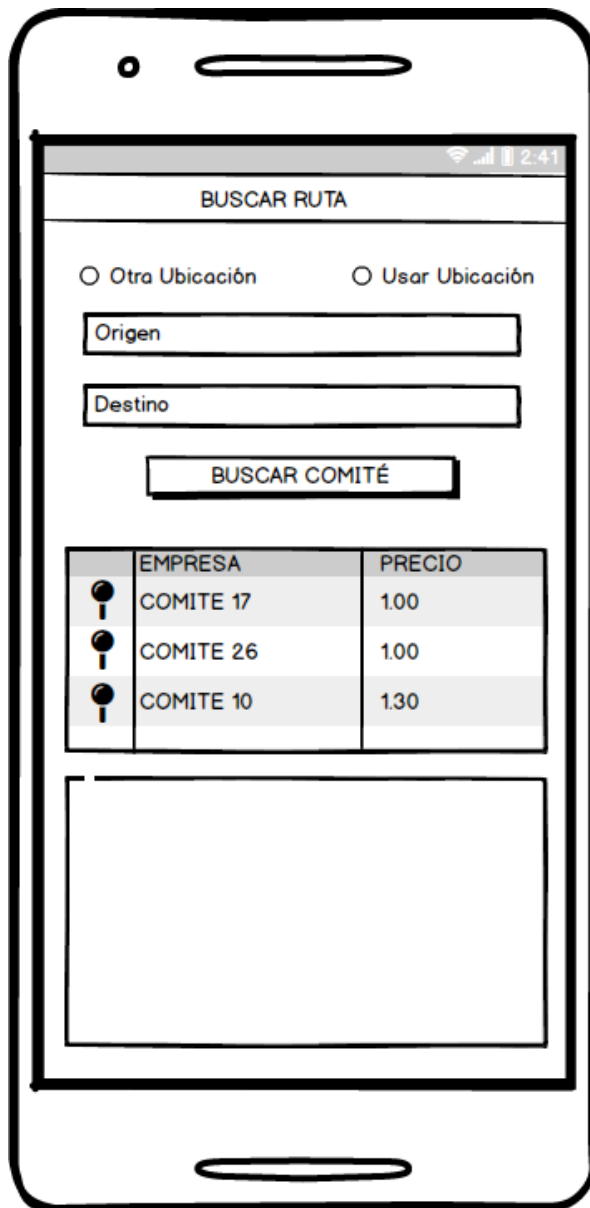 2:41
BUSCAR RUTA
Otra Ubicación Usar Ubicación
Origen
Destino
BUSCAR COMITÉ
EMPRESA PRECIO
COMITE 17 1.00
COMITE 26 1.00
COMITE 10 1.30